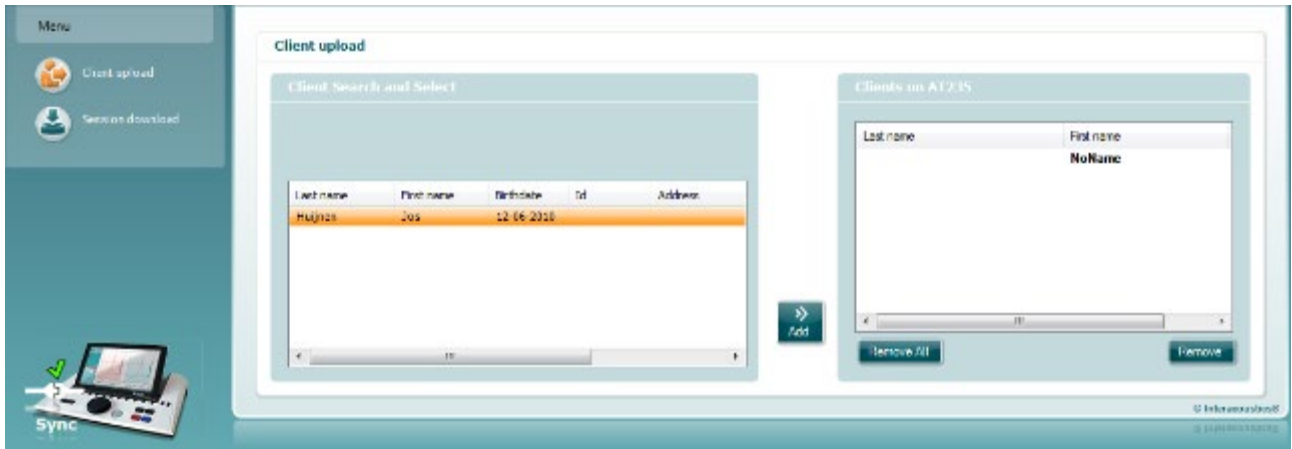 Menu
Client upload
Session download
Sync
Client upload
Client Search and Select
Last name First name Birthdate Id Address
Huijnen Jos 12-06-2010
Add
Clients on AT235
Last name First name
NoName
Remove All Remove